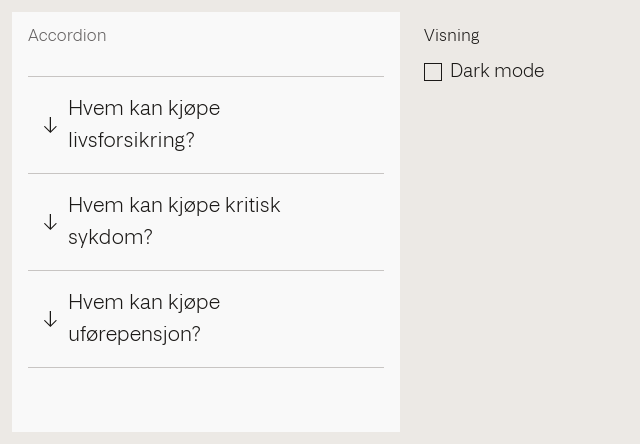 Accordion
Hvem kan kjøpe
livsforsikring?
Hvem kan kjøpe kritisk
sykdom?
Hvem kan kjøpe
uførepensjon?
Visning
Dark mode